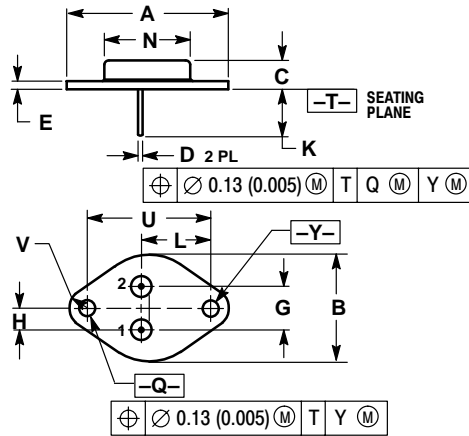 A
N
C
E
–T– SEATING
PLANE
K
D 2 PL
⌖ ∅ 0.13 (0.005) Ⓜ T Q Ⓜ Y Ⓜ
U
V
L
–Y–
2
H
G
B
1
–Q–
⌖ ∅ 0.13 (0.005) Ⓜ T Y Ⓜ